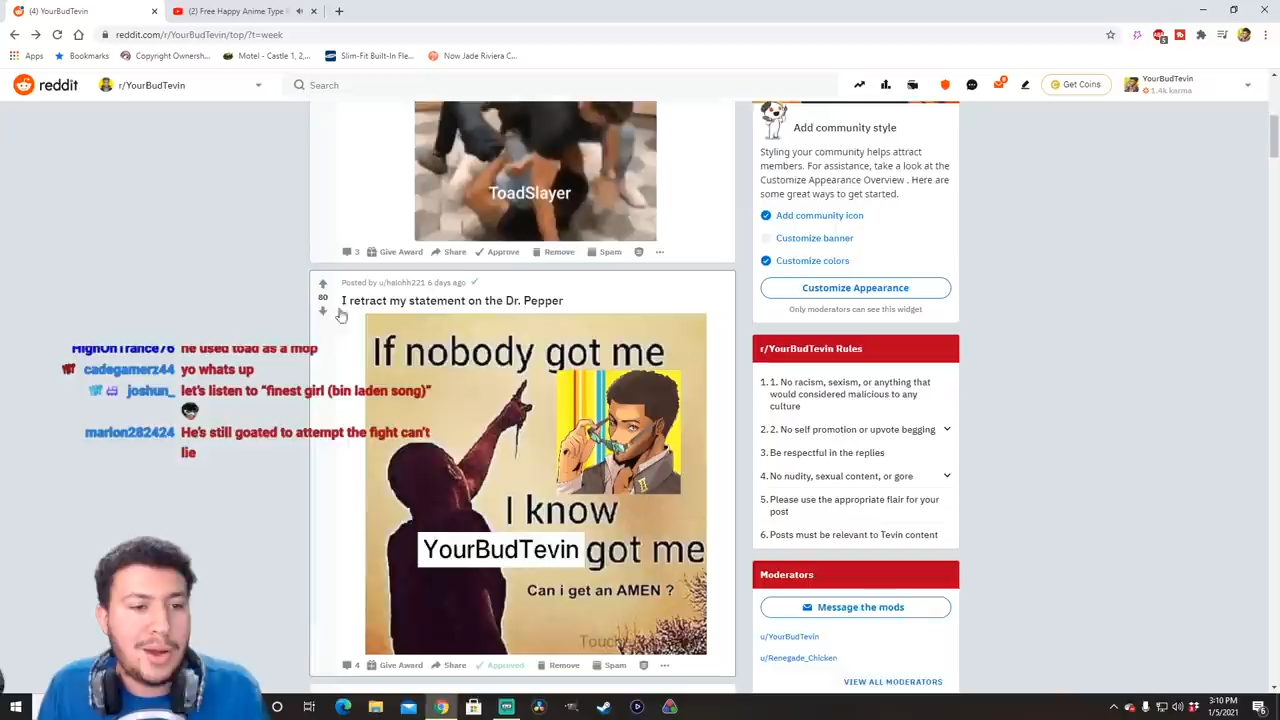 (4) YourBudTevin
(2) Free Happy Anime Type
reddit.com/r/YourBudTevin/top/?t=week
Apps
Bookmarks
Copyright Ownersh...
Motel - Castle 1, 2,...
Slim-Fit Built-In Fle...
Now Jade Riviera C...
reddit
r/YourBudTevin
Search
Get Coins
YourBudTevin
1.4k karma
ToadSlayer
3
Give Award
Share
Approve
Remove
Spam
Posted by u/halohh221 6 days ago
80
I retract my statement on the Dr. Pepper
HighOnTrance76 he used toad as a mop
cadegamerz44 yo whats up
joshun_ let's listen to "finest girl (bin laden song)"
marlon282424 He's still goated to attempt the fight can't
lie
If nobody got me
I know
YourBudTevin got me
Can i get an AMEN ?
4
Give Award
Share
Approved
Remove
Spam
Add community style
Styling your community helps attract
members. For assistance, take a look at the
Customize Appearance Overview . Here are
some great ways to get started.
Add community icon
Customize banner
Customize colors
Customize Appearance
Only moderators can see this widget
r/YourBudTevin Rules
1. 1. No racism, sexism, or anything that
would considered malicious to any
culture
2. 2. No self promotion or upvote begging
3. Be respectful in the replies
4. No nudity, sexual content, or gore
5. Please use the appropriate flair for your
post
6. Posts must be relevant to Tevin content
Moderators
Message the mods
u/YourBudTevin
u/Renegade_Chicken
VIEW ALL MODERATORS
3:10 PM
1/5/2021